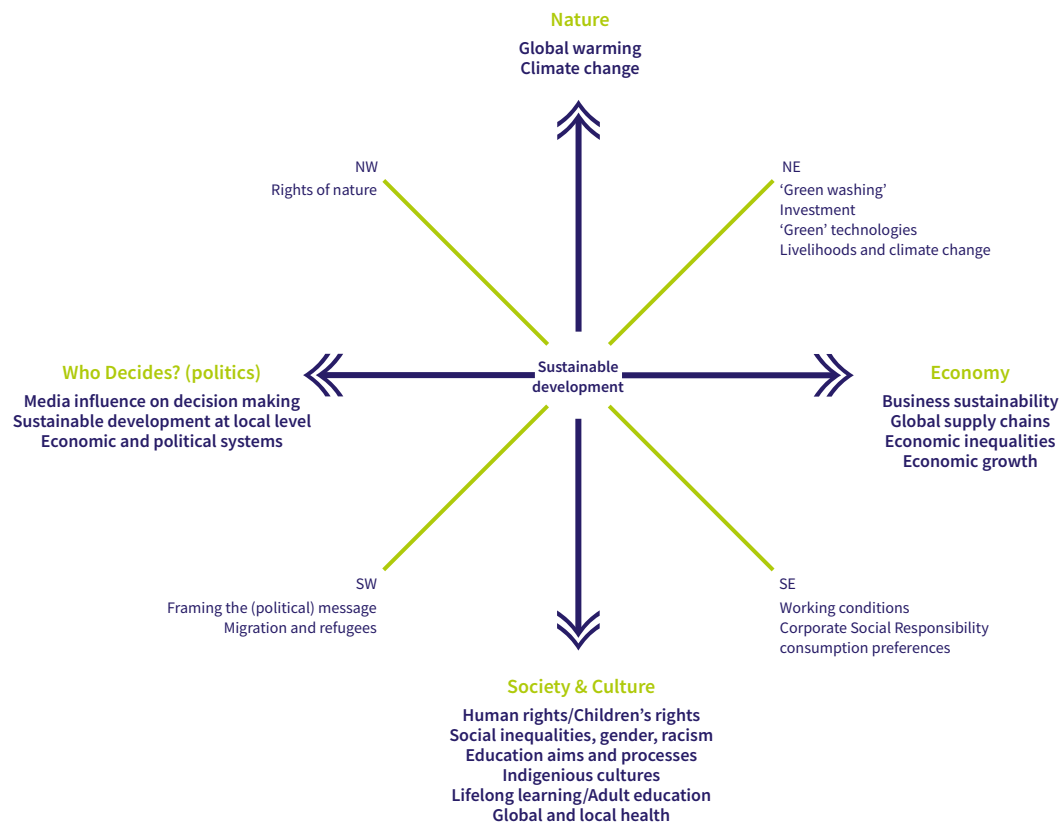 Nature
Global warming
Climate change
NW
Rights of nature
NE
‘Green washing’
Investment
‘Green’ technologies
Livelihoods and climate change
Who Decides? (politics)
Media influence on decision making
Sustainable development at local level
Economic and political systems
Sustainable
development
Economy
Business sustainability
Global supply chains
Economic inequalities
Economic growth
SW
Framing the (political) message
Migration and refugees
SE
Working conditions
Corporate Social Responsibility
consumption preferences
Society & Culture
Human rights/Children’s rights
Social inequalities, gender, racism
Education aims and processes
Indigenious cultures
Lifelong learning/Adult education
Global and local health